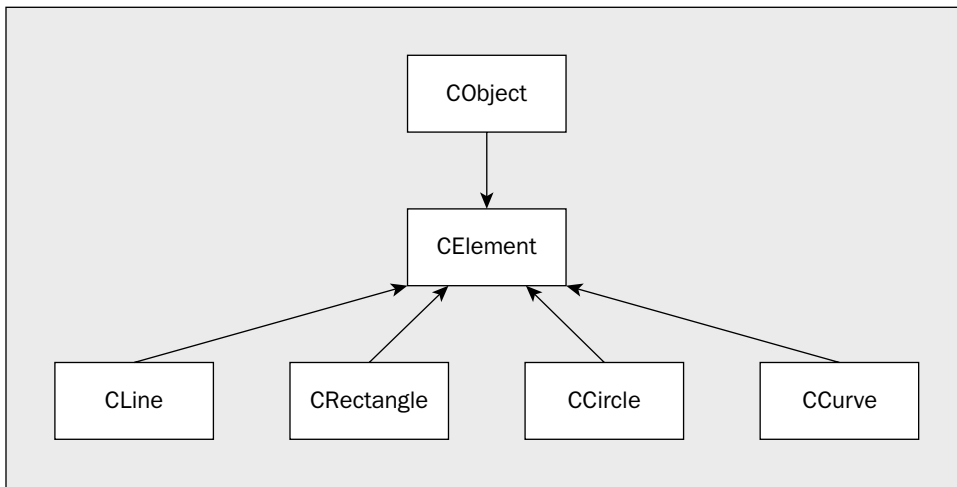 CObject
CElement
CLine
CRectangle
CCircle
CCurve